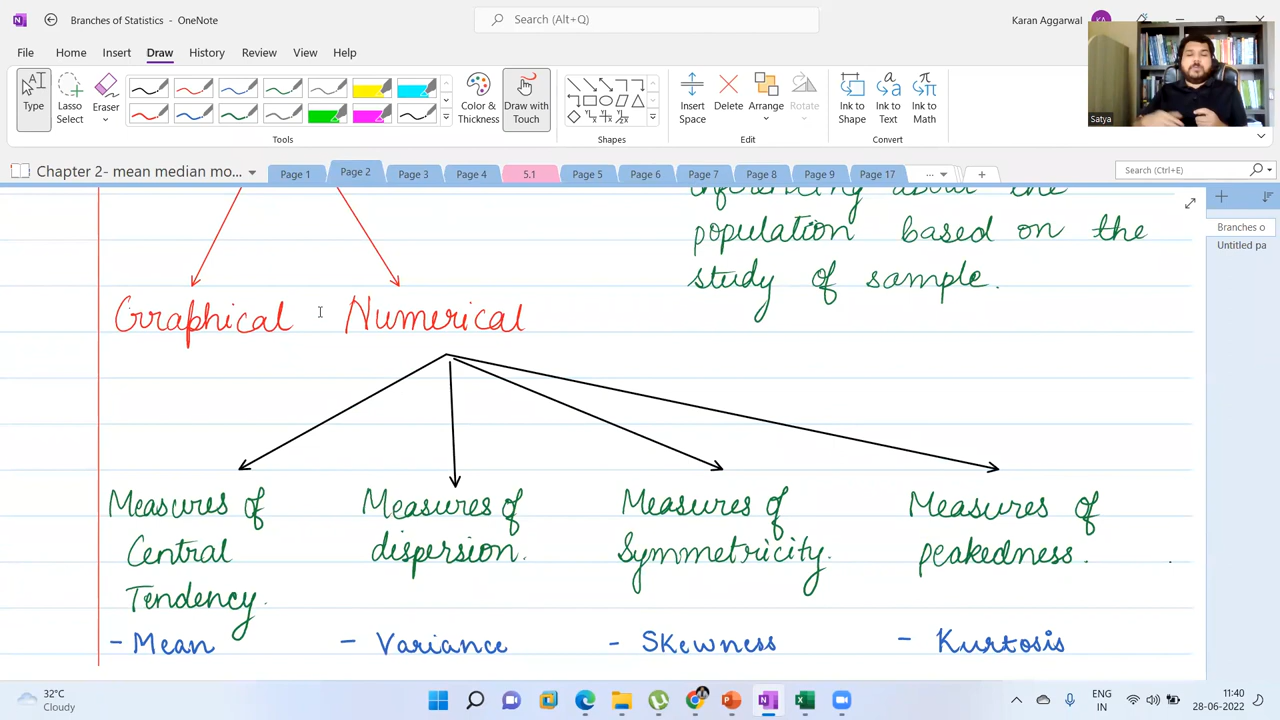 Branches of Statistics - OneNote
Search (Alt+Q)
Karan Aggarwal
KA
File Home Insert Draw History Review View Help
Type
Lasso Select
Eraser
Color & Thickness
Draw with Touch
Insert Space
Delete
Arrange
Rotate
Ink to Shape
Ink to Text
Ink to Math
Tools
Shapes
Edit
Convert
Satya
Chapter 2- mean median mo...
Page 1 Page 2 Page 3 Page 4 5.1 Page 5 Page 6 Page 7 Page 8 Page 9 Page 17 ...
Search (Ctrl+E)
Branches o
Untitled pa
about the
population based on the
study of sample.
Graphical Numerical
Measures of Central Tendency.
Measures of dispersion.
Measures of Symmetricity.
Measures of peakedness.
- Mean
- Variance
- Skewness
- Kurtosis
32°C
Cloudy
ENG
IN
11:40
28-06-2022